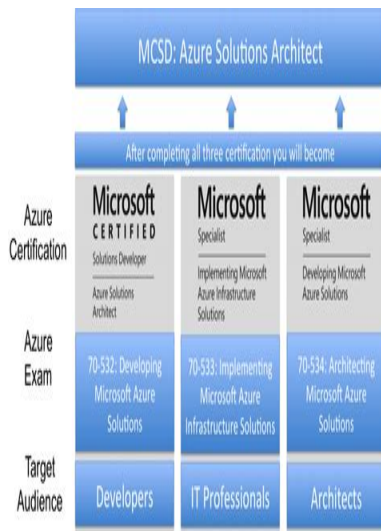 MCSD: Azure Solutions Architect
After completing all three certification you will become
Azure
Certification
Microsoft
CERTIFIED
Solutions Developer
Azure Solutions
Architect
Microsoft
Specialist
Implementing Microsoft
Azure Infrastructure
Solutions
Microsoft
Specialist
Developing Microsoft
Azure Solutions
Azure
Exam
70-532: Developing
Microsoft Azure
Solutions
70-533: Implementing
Microsoft Azure
Infrastructure Solutions
70-534: Architecting
Microsoft Azure
Solutions
Target
Audience
Developers
IT Professionals
Architects